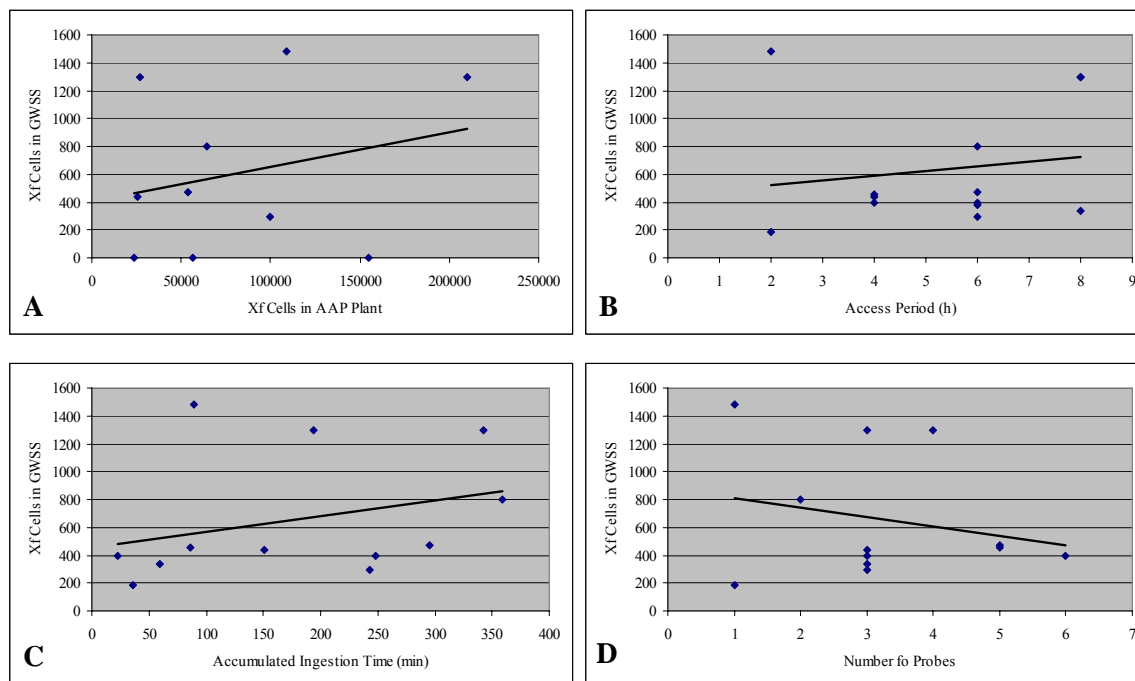 1600
1400
1200
1000
800
600
400
200
0
Xf Cells in GWSS
0 50000 100000 150000 200000 250000
Xf Cells in AAP Plant
A
1600
1400
1200
1000
800
600
400
200
0
Xf Cells in GWSS
0 1 2 3 4 5 6 7 8 9
Access Period (h)
B
1600
1400
1200
1000
800
600
400
200
0
Xf Cells in GWSS
0 50 100 150 200 250 300 350 400
Accumulated Ingestion Time (min)
C
1600
1400
1200
1000
800
600
400
200
0
Xf Cells in GWSS
0 1 2 3 4 5 6 7
Number fo Probes
D